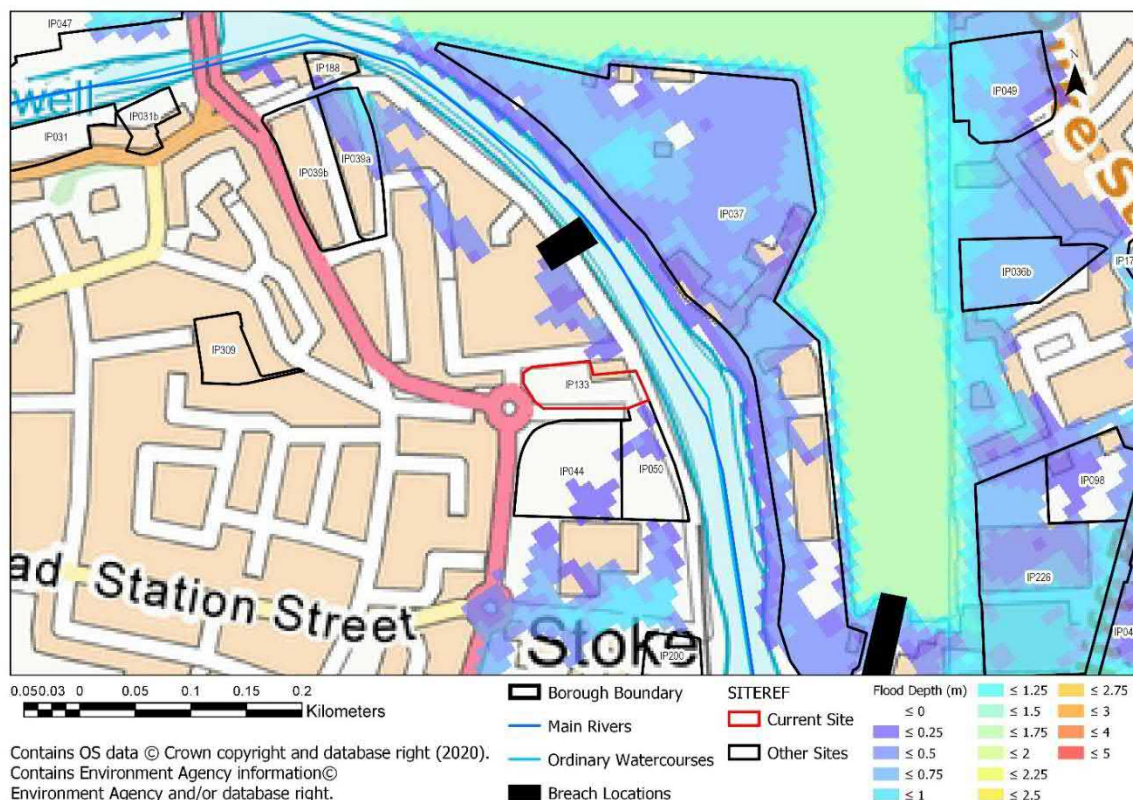 IP047
well
IP188
IP031
IP031b
IP039b
IP039a
IP037
IP049
N
IP036b
IP17
IP309
IP133
IP044
IP050
IP098
IP226
IP04
IP200
ad Station Street
Stoke
0.050.03 0 0.05 0.1 0.15 0.2
Kilometers
Contains OS data © Crown copyright and database right (2020).
Contains Environment Agency information©
Environment Agency and/or database right.
Borough Boundary
Main Rivers
Ordinary Watercourses
Breach Locations
SITEREF
Current Site
Other Sites
Flood Depth (m)
≤ 0
≤ 0.25
≤ 0.5
≤ 0.75
≤ 1
≤ 1.25
≤ 1.5
≤ 1.75
≤ 2
≤ 2.25
≤ 2.5
≤ 2.75
≤ 3
≤ 4
≤ 5